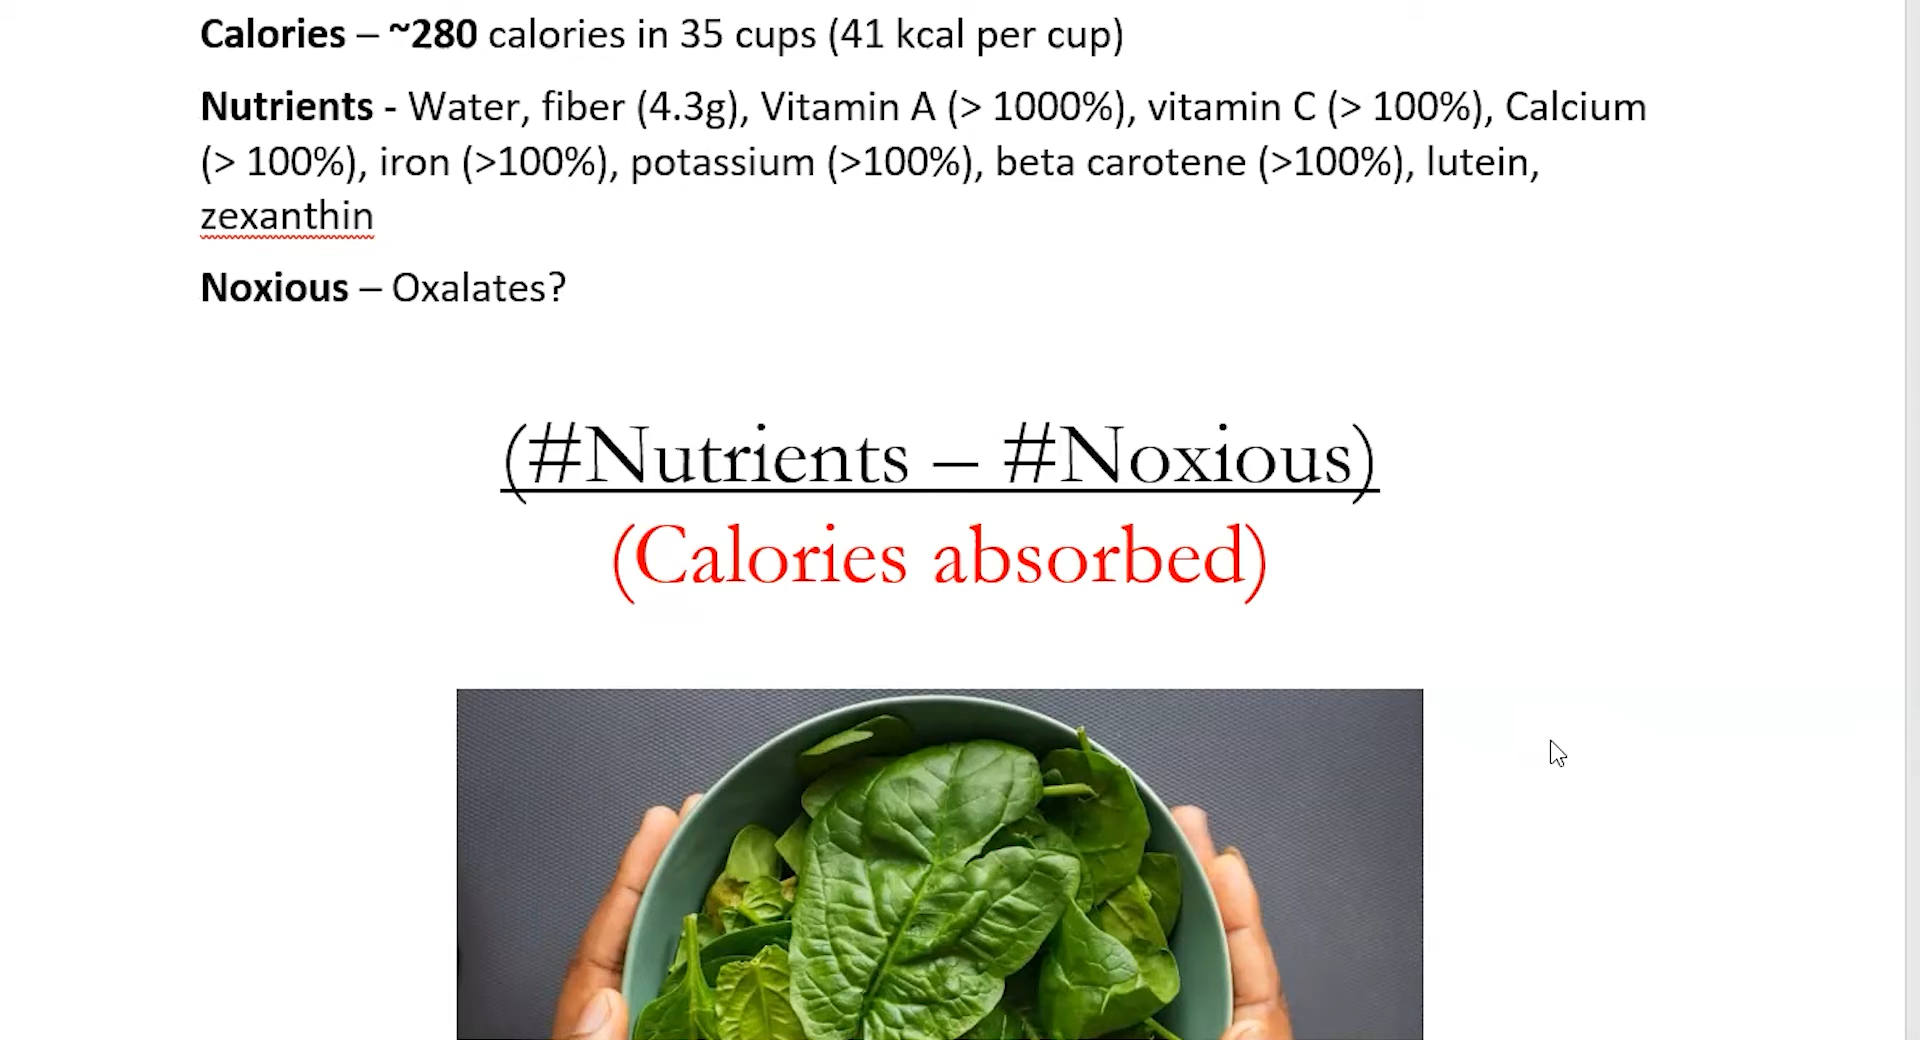 Calories – ~280 calories in 35 cups (41 kcal per cup)
Nutrients - Water, fiber (4.3g), Vitamin A (> 1000%), vitamin C (> 100%), Calcium
(> 100%), iron (>100%), potassium (>100%), beta carotene (>100%), lutein,
zexanthin
Noxious – Oxalates?
(#Nutrients – #Noxious)
(Calories absorbed)